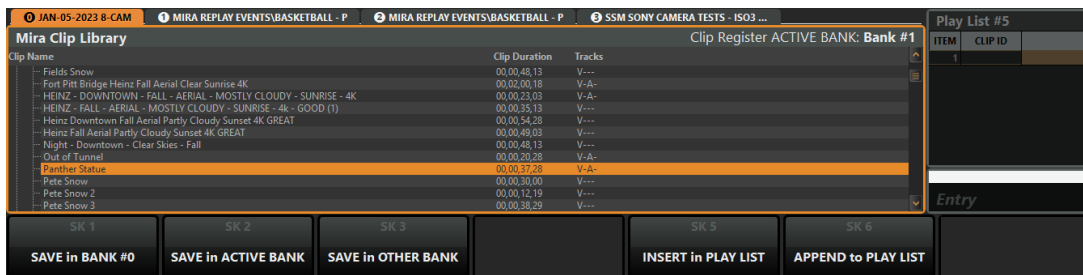 0 JAN-05-2023 8-CAM 1 MIRA REPLAY EVENTS\BASKETBALL - P 2 MIRA REPLAY EVENTS\BASKETBALL - P 3 SSM SONY CAMERA TESTS - ISO3 ...
Mira Clip Library Clip Register ACTIVE BANK: Bank #1
Clip Name Clip Duration Tracks
Fields Snow 00,00,48,13 V---
Fort Pitt Bridge Heinz Fall Aerial Clear Sunrise 4K 00,02,00,18 V-A-
HEINZ - DOWNTOWN - FALL - AERIAL - MOSTLY CLOUDY - SUNRISE - 4K 00,00,23,03 V-A-
HEINZ - FALL - AERIAL - MOSTLY CLOUDY - SUNRISE - 4k - GOOD (1) 00,00,35,13 V---
Heinz Downtown Fall Aerial Partly Cloudy Sunset 4K GREAT 00,00,54,28 V---
Heinz Fall Aerial Partly Cloudy Sunset 4K GREAT 00,00,49,03 V---
Night - Downtown - Clear Skies - Fall 00,00,48,13 V---
Out of Tunnel 00,00,20,28 V-A-
Panther Statue 00,00,37,28 V-A-
Pete Snow 00,00,30,00 V---
Pete Snow 2 00,00,12,19 V---
Pete Snow 3 00,00,38,29 V---
Play List #5
ITEM CLIP ID
1
Entry
SK 1 SK 2 SK 3 SK 5 SK 6
SAVE in BANK #0 SAVE in ACTIVE BANK SAVE in OTHER BANK INSERT in PLAY LIST APPEND to PLAY LIST